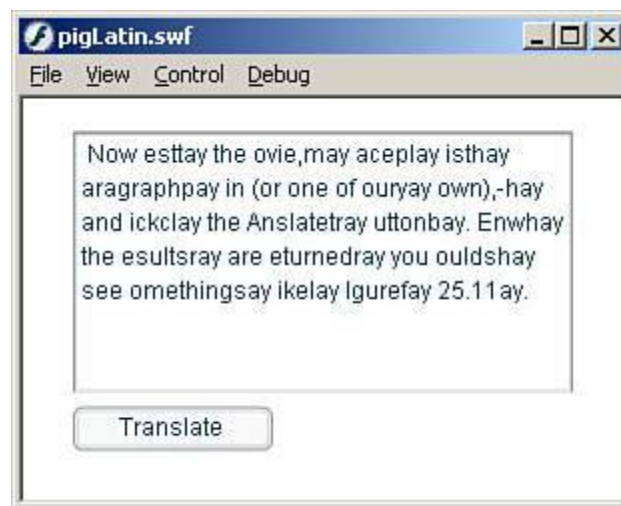 pigLatin.swf
File View Control Debug
Now esttay the ovie,may aceplay isthay
aragraphpay in (or one of ouryay own),-hay
and ickclay the Anslatetray uttonbay. Enwhay
the esultsray are eturnedray you ouldshay
see omethingsay ikelay Igurefay 25.11ay.
Translate